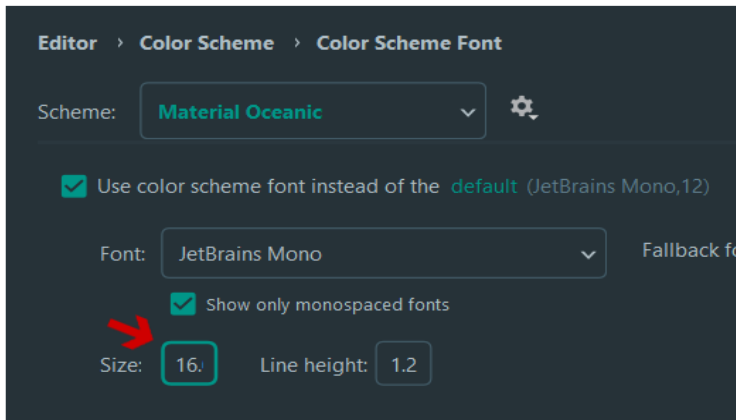 Editor › Color Scheme › Color Scheme Font
Scheme: Material Oceanic
Use color scheme font instead of the default (JetBrains Mono,12)
Font: JetBrains Mono Fallback fo
Show only monospaced fonts
Size: 16. Line height: 1.2